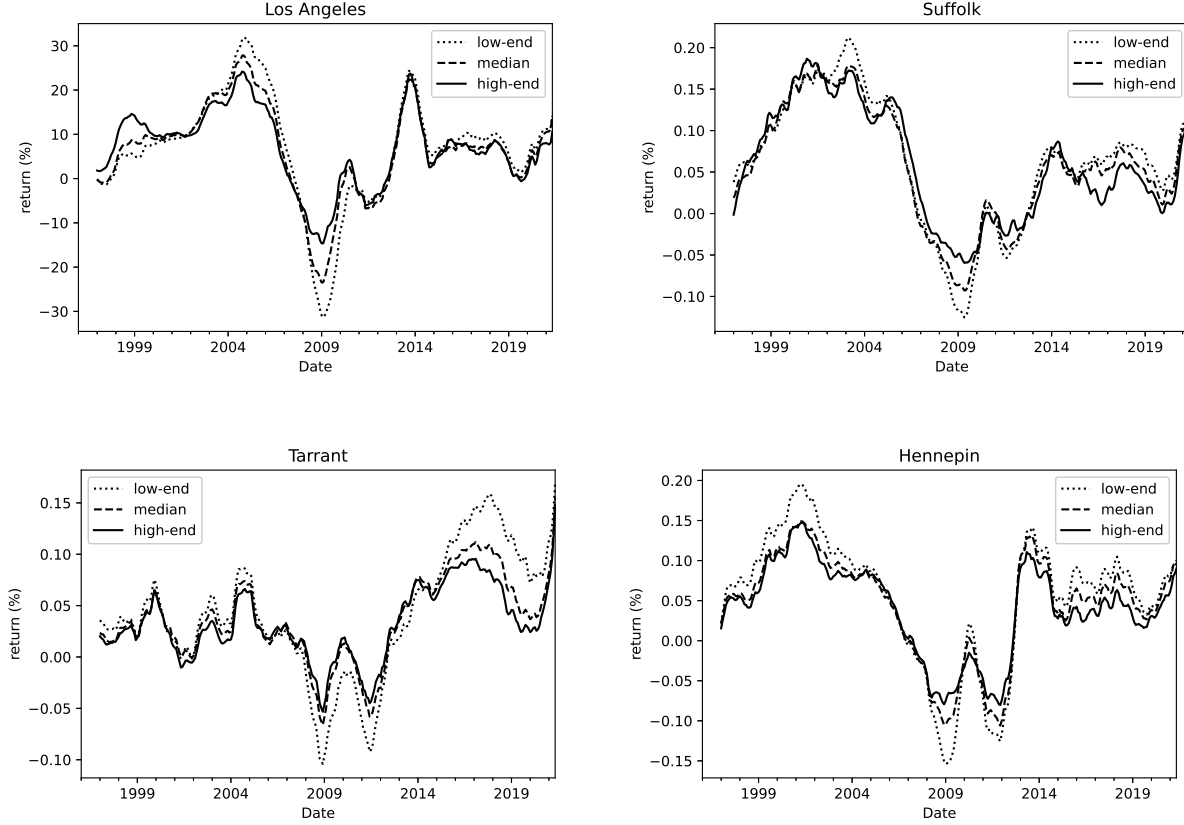 Los Angeles
30
20
10
0
−10
−20
−30
return (%)
low-end
median
high-end
1999
2004
2009
2014
2019
Date
Suffolk
0.20
0.15
0.10
0.05
0.00
−0.05
−0.10
return (%)
low-end
median
high-end
1999
2004
2009
2014
2019
Date
Tarrant
0.15
0.10
0.05
0.00
−0.05
−0.10
return (%)
low-end
median
high-end
1999
2004
2009
2014
2019
Date
Hennepin
0.20
0.15
0.10
0.05
0.00
−0.05
−0.10
−0.15
return (%)
low-end
median
high-end
1999
2004
2009
2014
2019
Date